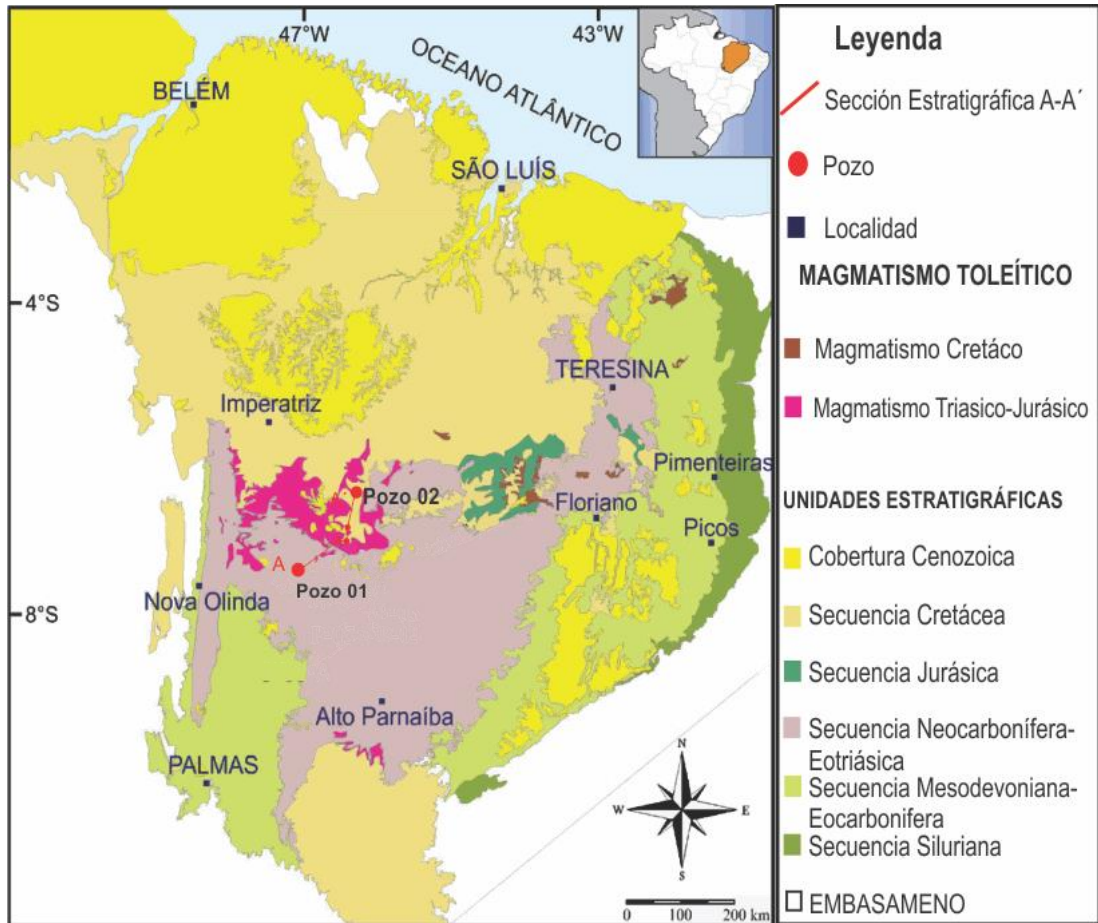 47°W
43°W
OCEANO ATLÂNTICO
BELÉM
SÃO LUÍS
4°S
TERESINA
Imperatriz
Pimenteiras
Pozo 02
Floriano
Picos
A
Pozo 01
Nova Olinda
8°S
Alto Parnaíba
PALMAS
N
W
E
S
0 100 200 km
Leyenda
Sección Estratigráfica A-A´
Pozo
Localidad
MAGMATISMO TOLEÍTICO
Magmatismo Cretáco
Magmatismo Triasico-Jurásico
UNIDADES ESTRATIGRÁFICAS
Cobertura Cenozoica
Secuencia Cretácea
Secuencia Jurásica
Secuencia Neocarbonífera-
Eotriásica
Secuencia Mesodevoniana-
Eocarbonifera
Secuencia Siluriana
EMBASAMENO